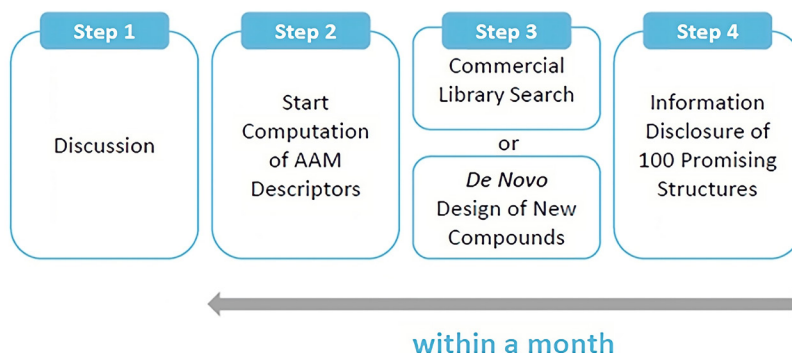 Step 1
Discussion
Step 2
Start
Computation
of AAM
Descriptors
Step 3
Commercial
Library Search
or
De Novo
Design of New
Compounds
Step 4
Information
Disclosure of
100 Promising
Structures
within a month